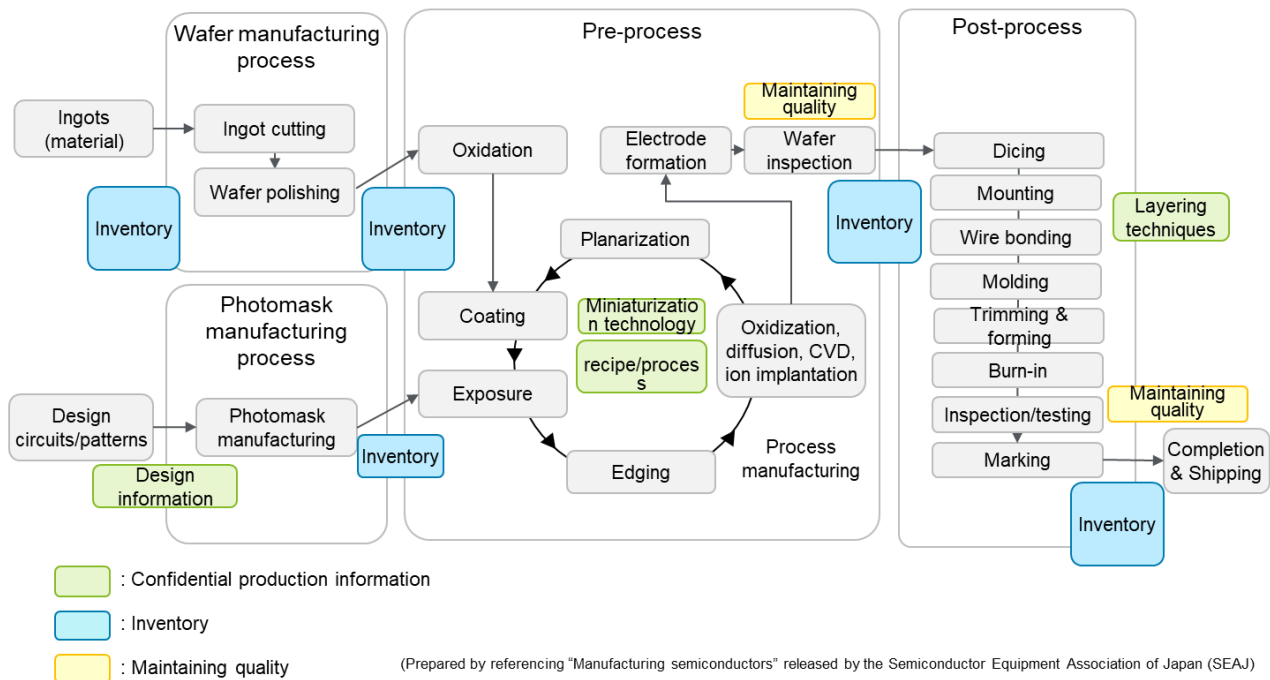 Wafer manufacturing
process
Ingots
(material)
Ingot cutting
Wafer polishing
Inventory
Inventory
Photomask
manufacturing
process
Design
circuits/patterns
Photomask
manufacturing
Design
information
Inventory
Pre-process
Oxidation
Coating
Exposure
Edging
Planarization
Miniaturizatio
n technology
recipe/proces
s
Oxidization,
diffusion, CVD,
ion implantation
Process
manufacturing
Electrode
formation
Maintaining
quality
Wafer
inspection
Inventory
Post-process
Dicing
Mounting
Wire bonding
Molding
Trimming &
forming
Burn-in
Inspection/testing
Marking
Layering
techniques
Maintaining
quality
Completion
& Shipping
Inventory
: Confidential production information
: Inventory
: Maintaining quality
(Prepared by referencing “Manufacturing semiconductors” released by the Semiconductor Equipment Association of Japan (SEAJ)